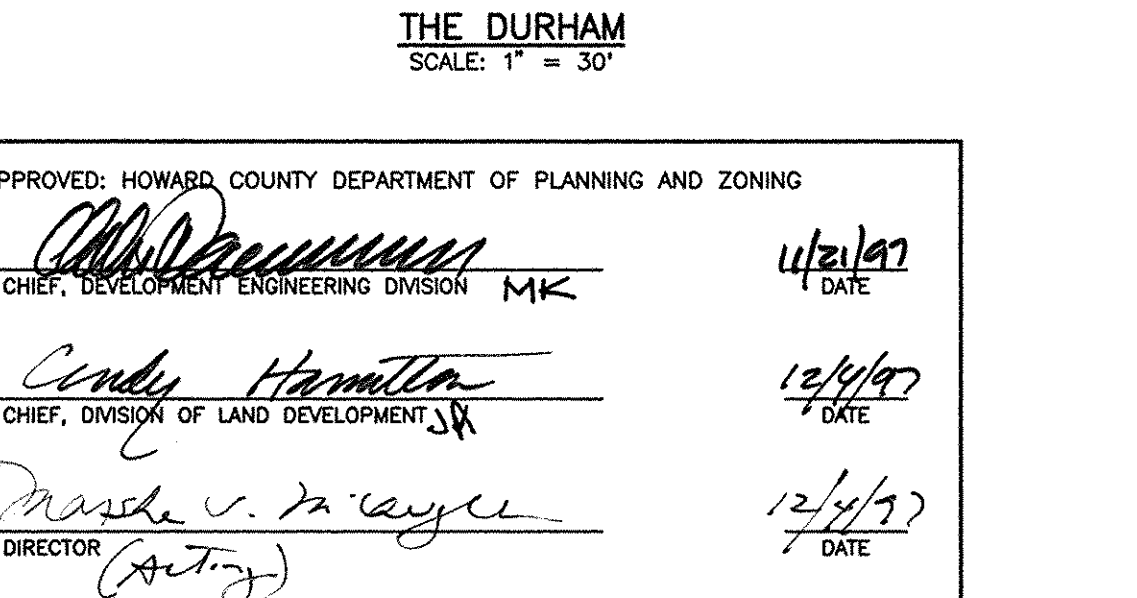 THE DURHAM
SCALE: 1" = 30'
PPROVED: HOWARD COUNTY DEPARTMENT OF PLANNING AND ZONING
11/21/97
CHIEF, DEVELOPMENT ENGINEERING DIVISION MK DATE
Cindy Hamilton 12/4/97
CHIEF, DIVISION OF LAND DEVELOPMENT JR DATE
Marsha V. 12/4/97
DIRECTOR DATE
(Acting)